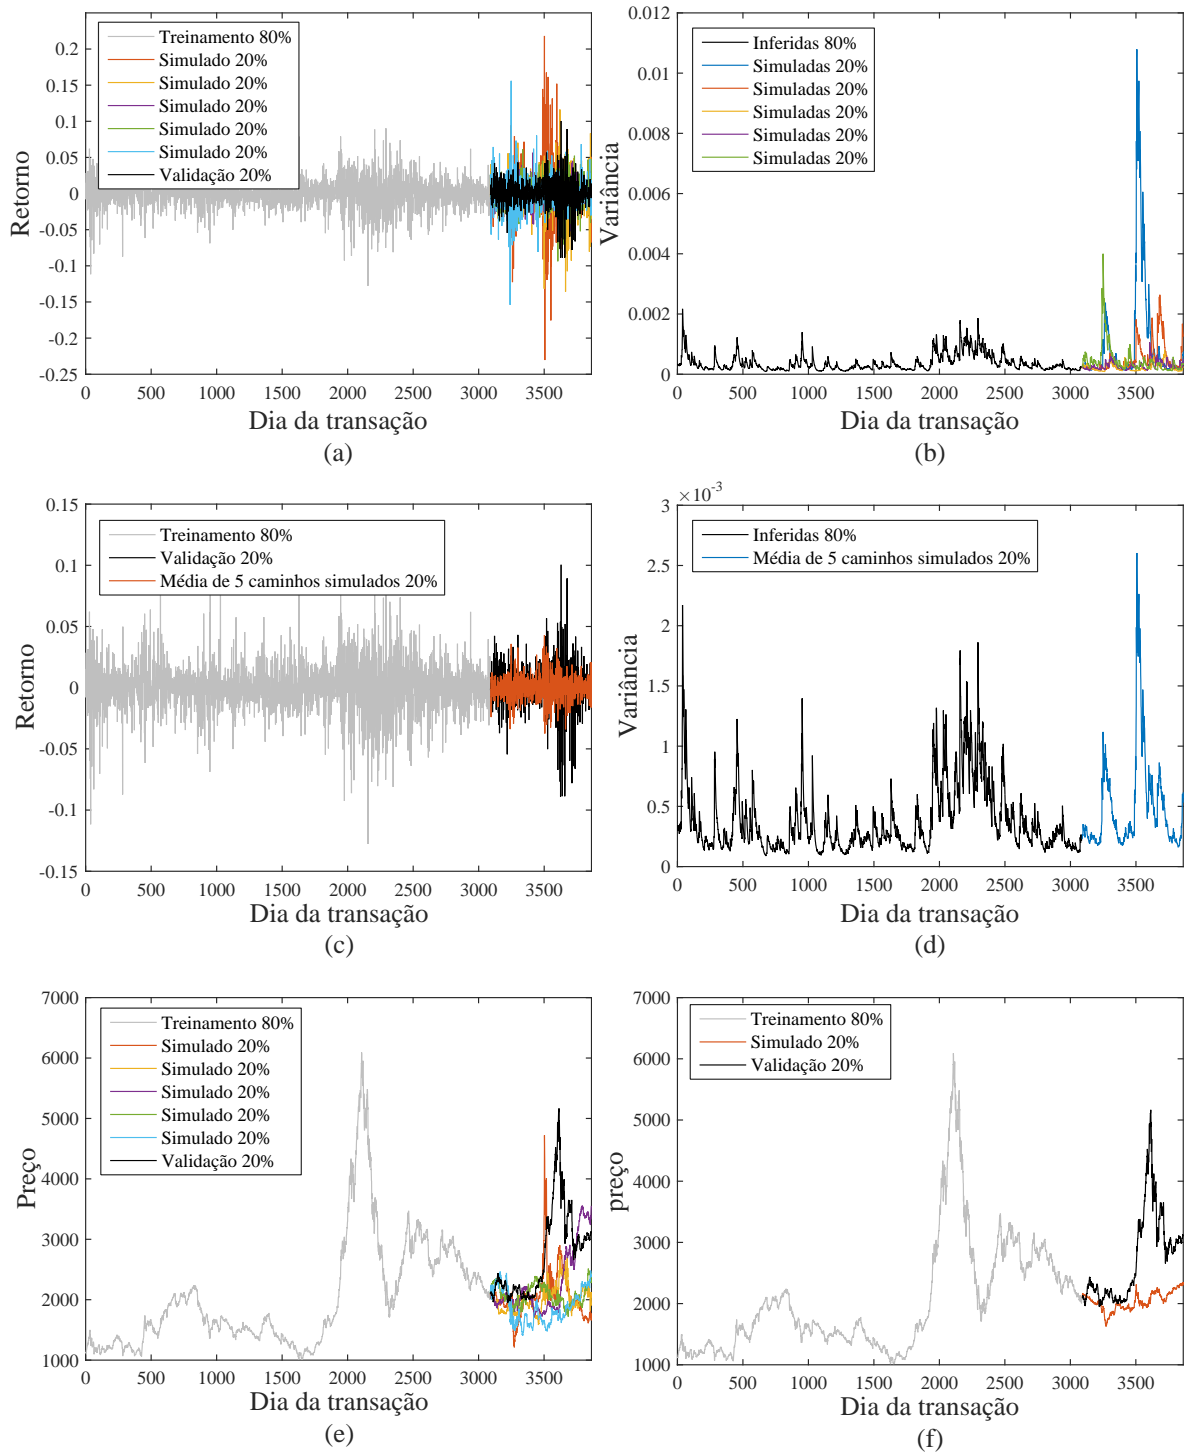 0.2
0.15
0.1
0.05
0
-0.05
-0.1
-0.15
-0.2
-0.25
Retorno
Treinamento 80%
Simulado 20%
Simulado 20%
Simulado 20%
Simulado 20%
Simulado 20%
Validação 20%
0 500 1000 1500 2000 2500 3000 3500
Dia da transação
(a)
0.012
0.01
0.008
0.006
0.004
0.002
0
Variância
Inferidas 80%
Simuladas 20%
Simuladas 20%
Simuladas 20%
Simuladas 20%
Simuladas 20%
0 500 1000 1500 2000 2500 3000 3500
Dia da transação
(b)
0.15
0.1
0.05
0
-0.05
-0.1
-0.15
Retorno
Treinamento 80%
Validação 20%
Média de 5 caminhos simulados 20%
0 500 1000 1500 2000 2500 3000 3500
Dia da transação
(c)
×10⁻³
3
2.5
2
1.5
1
0.5
0
Variância
Inferidas 80%
Média de 5 caminhos simulados 20%
0 500 1000 1500 2000 2500 3000 3500
Dia da transação
(d)
7000
6000
5000
4000
3000
2000
1000
Preço
Treinamento 80%
Simulado 20%
Simulado 20%
Simulado 20%
Simulado 20%
Simulado 20%
Validação 20%
0 500 1000 1500 2000 2500 3000 3500
Dia da transação
(e)
7000
6000
5000
4000
3000
2000
1000
preço
Treinamento 80%
Simulado 20%
Validação 20%
0 500 1000 1500 2000 2500 3000 3500
Dia da transação
(f)